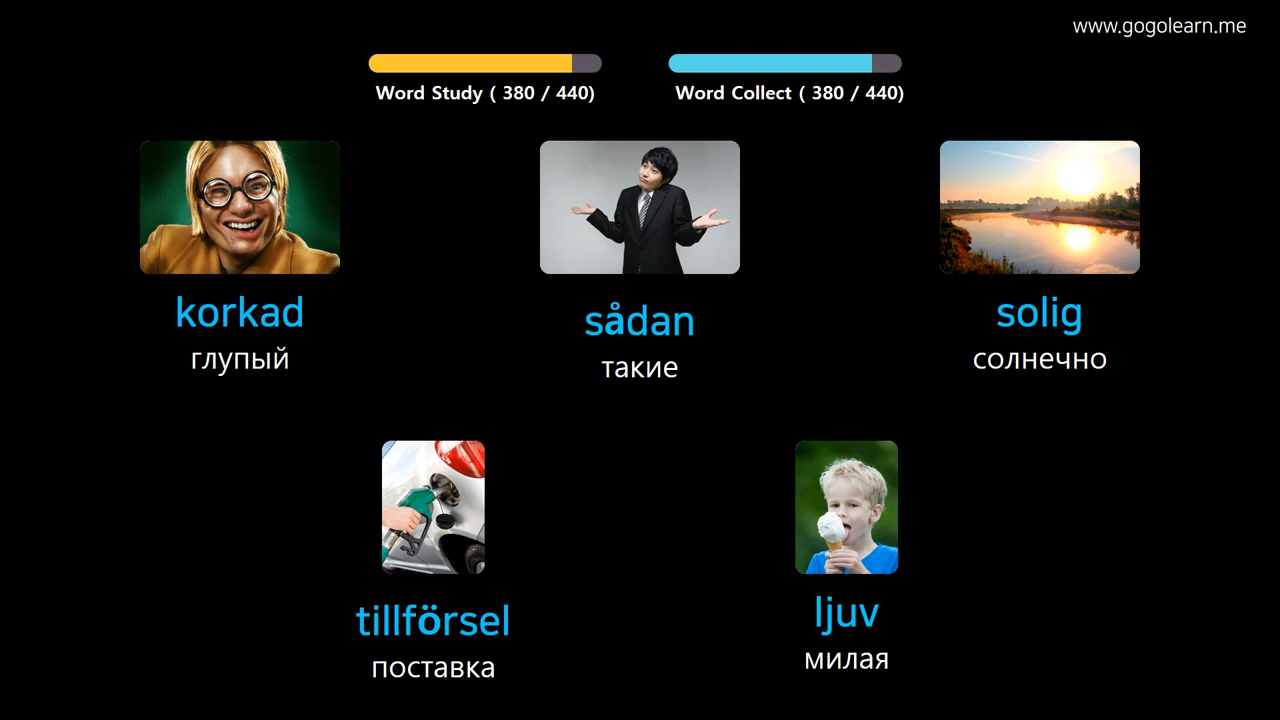 www.gogolearn.me
Word Study ( 380 / 440)
Word Collect ( 380 / 440)
korkad
глупый
sådan
такие
solig
солнечно
tillförsel
поставка
ljuv
милая